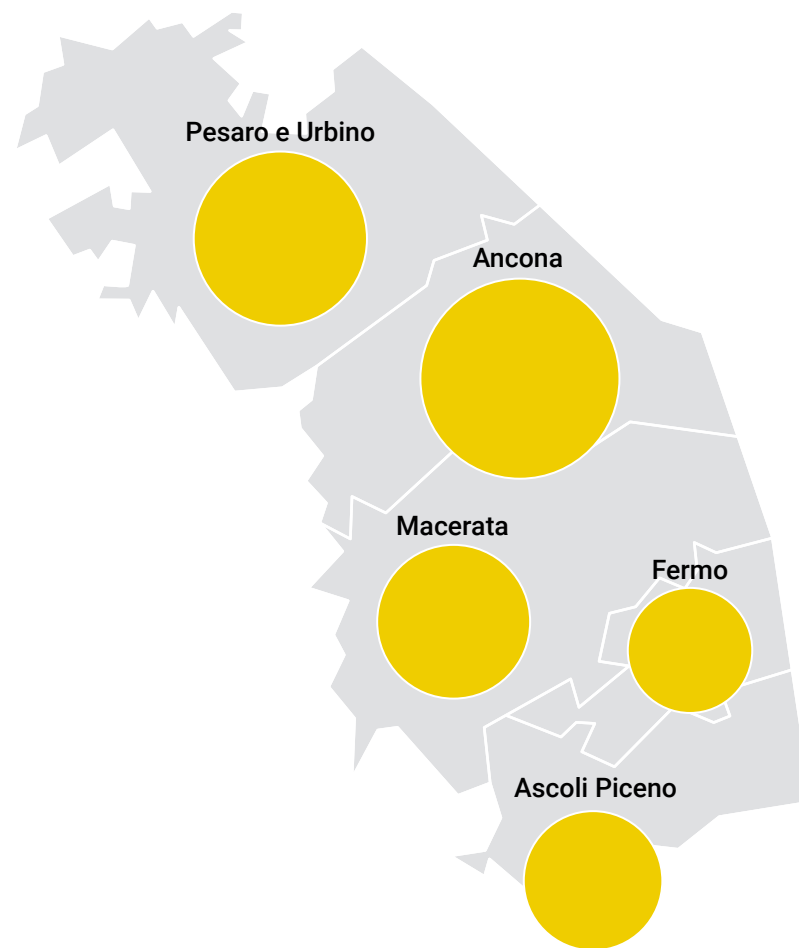 Pesaro e Urbino
Ancona
Macerata
Fermo
Ascoli Piceno